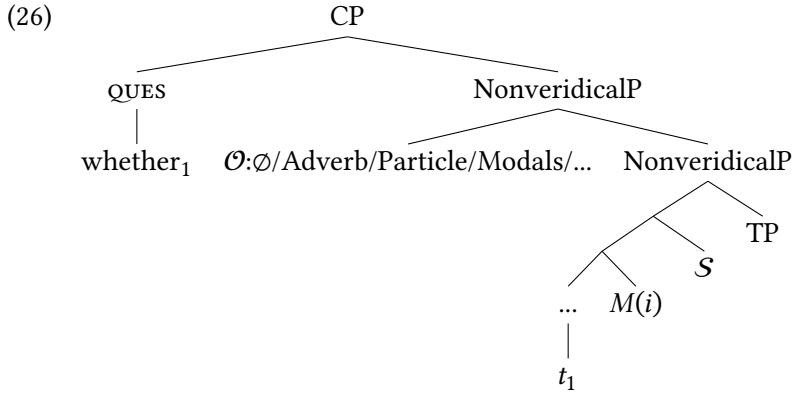 (26) CP
QUES NonveridicalP
whether₁ 𝒪:∅/Adverb/Particle/Modals/... NonveridicalP
TP
𝒮
... M(i)
t₁